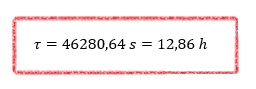 τ = 46280,64 s = 12,86 h